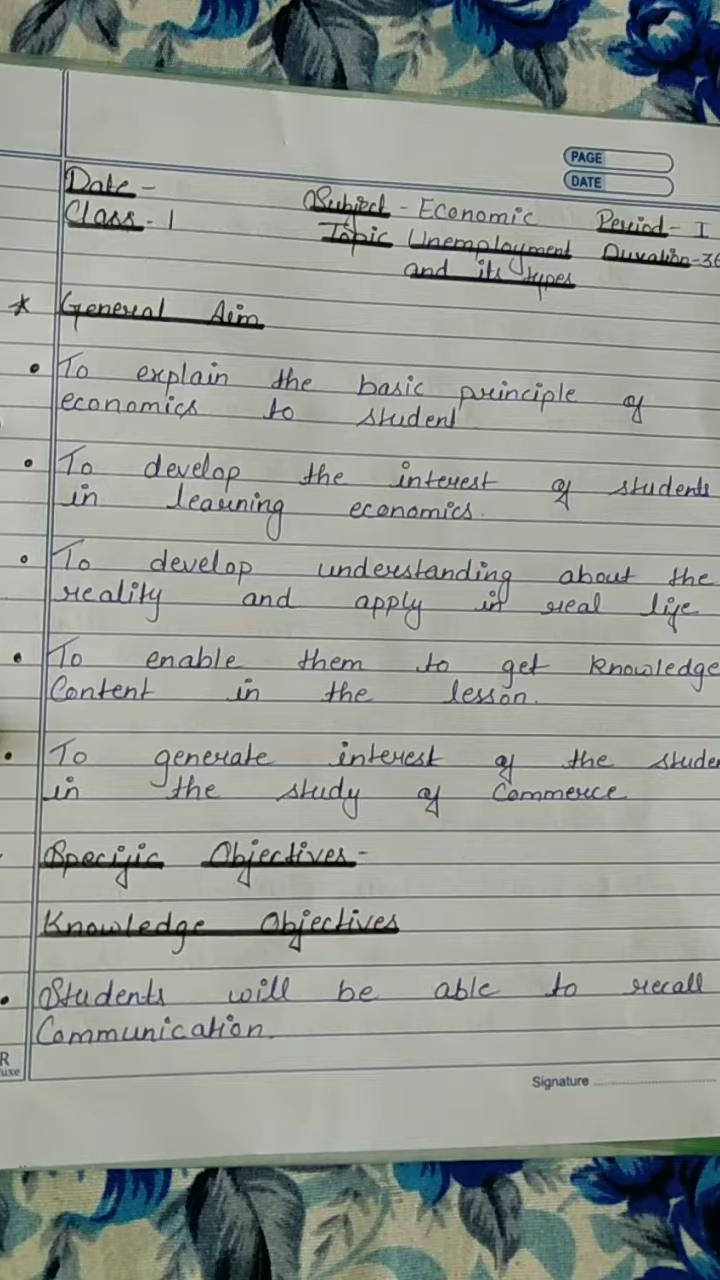 PAGE
DATE
Date - Subject - Economic Period - I
Class - 1 Topic Unemployment Duration - 36
and its types
* General Aim
• To explain the basic principle of
economics to student
• To develop the interest of students
in learning economics.
• To develop understanding about the
reality and apply in real life
• To enable them to get knowledge
Content in the lesson.
• To generate interest of the studen
in the study of Commerce
Specific Objectives -
Knowledge Objectives
• Students will be able to recall
Communication.
R
uxe
Signature